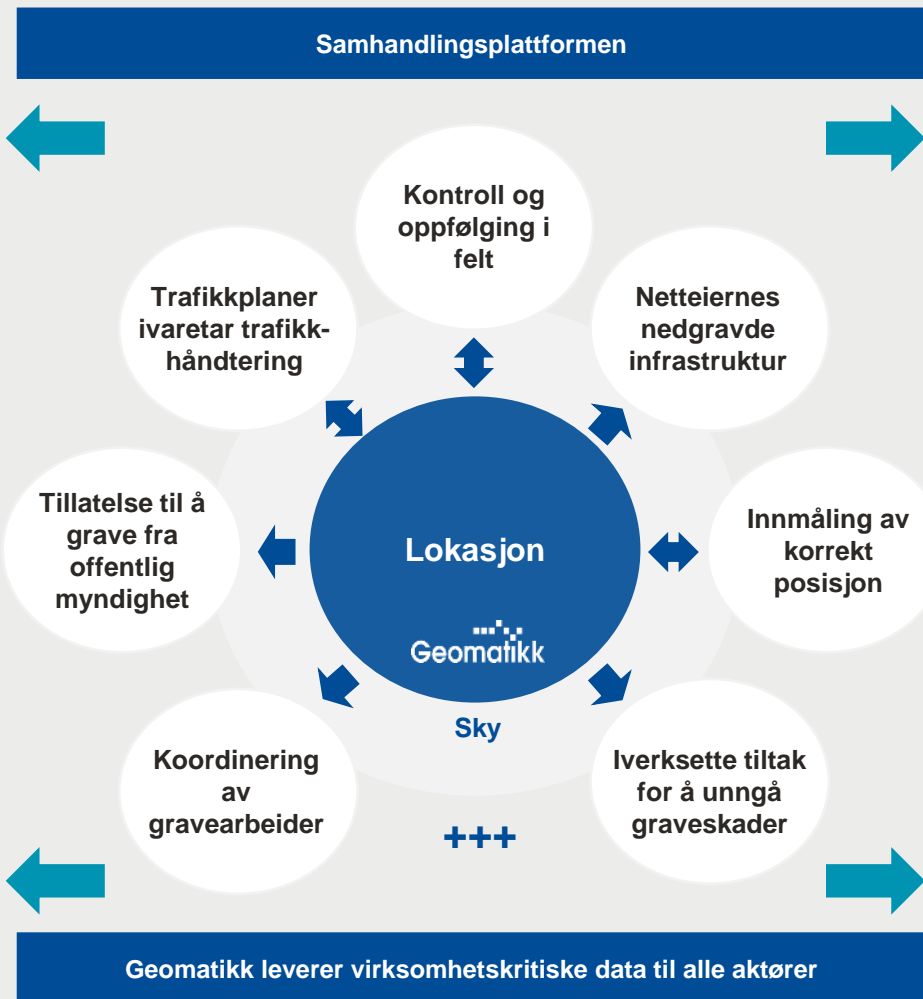 Samhandlingsplattformen
Kontroll og
oppfølging i
felt
Trafikkplaner
ivaretar trafikk-
håndtering
Netteiernes
nedgravde
infrastruktur
Tillatelse til å
grave fra
offentlig
myndighet
Lokasjon
Geomatikk
Innmåling av
korrekt
posisjon
Sky
Koordinering
av
gravearbeider
Iverksette tiltak
for å unngå
graveskader
+++
Geomatikk leverer virksomhetskritiske data til alle aktører